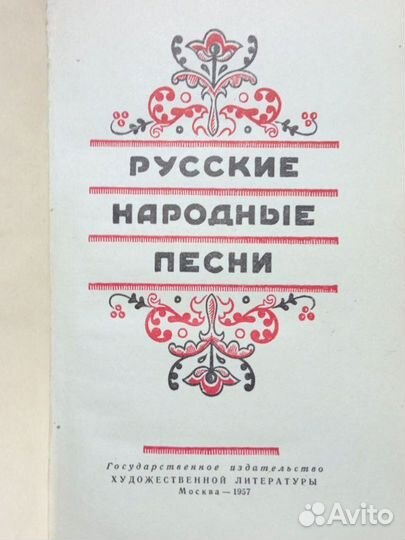 РУССКИЕ
НАРОДНЫЕ
ПЕСНИ
Государственное издательство
ХУДОЖЕСТВЕННОЙ ЛИТЕРАТУРЫ
Москва — 1957
Avito